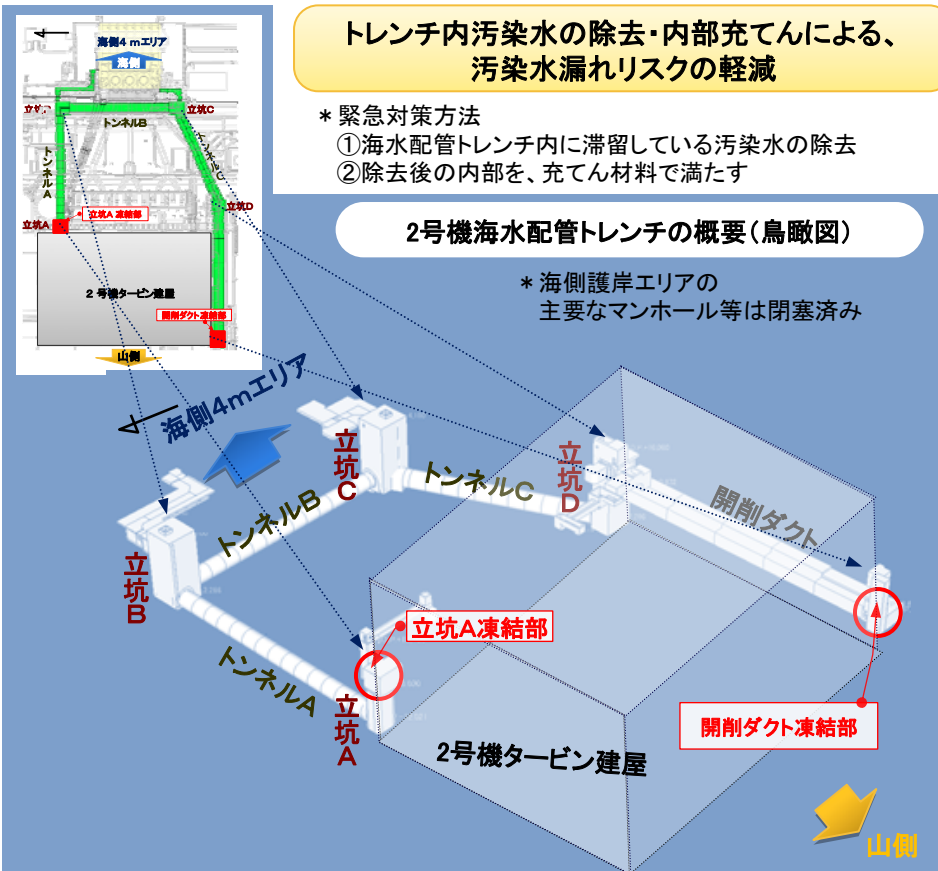 トレンチ内汚染水の除去・内部充てんによる、
汚染水漏れリスクの軽減
＊緊急対策方法
①海水配管トレンチ内に滞留している汚染水の除去
②除去後の内部を、充てん材料で満たす
2号機海水配管トレンチの概要（鳥瞰図）
＊海側護岸エリアの
主要なマンホール等は閉塞済み
海側4ｍエリア
海側
立坑C
トンネルB
トンネルA
トンネルC
立坑D
立坑A 凍結部
立坑A
２号機タービン建屋
開削ダクト凍結部
山側
海側4ｍエリア
立坑C
トンネルC
立坑D
開削ダクト
トンネルB
立坑B
立坑A凍結部
トンネルA
立坑A
開削ダクト凍結部
2号機タービン建屋
山側